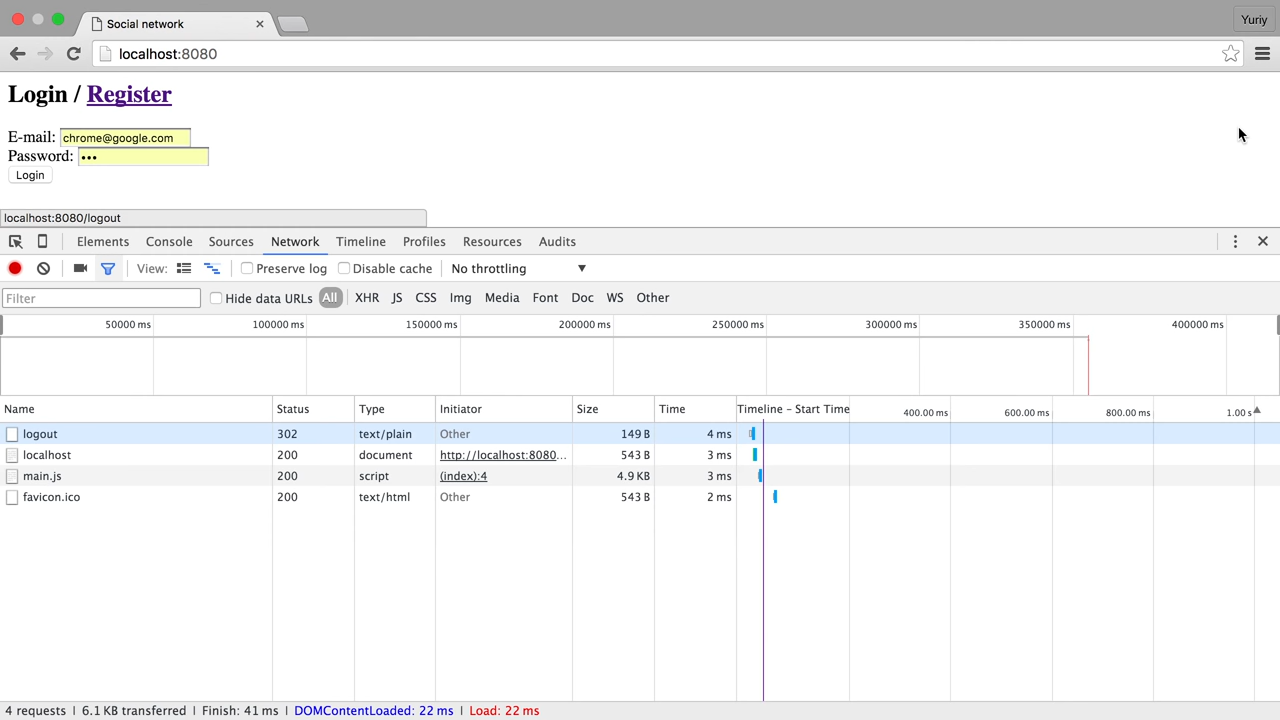 Social network
Yuriy
localhost:8080
Login / Register
E-mail: chrome@google.com
Password: •••
Login
localhost:8080/logout
Elements Console Sources Network Timeline Profiles Resources Audits
View: Preserve log Disable cache No throttling
Filter Hide data URLs All XHR JS CSS Img Media Font Doc WS Other
50000 ms 100000 ms 150000 ms 200000 ms 250000 ms 300000 ms 350000 ms 400000 ms
Name Status Type Initiator Size Time Timeline – Start Time 400.00 ms 600.00 ms 800.00 ms 1.00 s
logout 302 text/plain Other 149 B 4 ms
localhost 200 document http://localhost:8080... 543 B 3 ms
main.js 200 script (index):4 4.9 KB 3 ms
favicon.ico 200 text/html Other 543 B 2 ms
4 requests | 6.1 KB transferred | Finish: 41 ms | DOMContentLoaded: 22 ms | Load: 22 ms